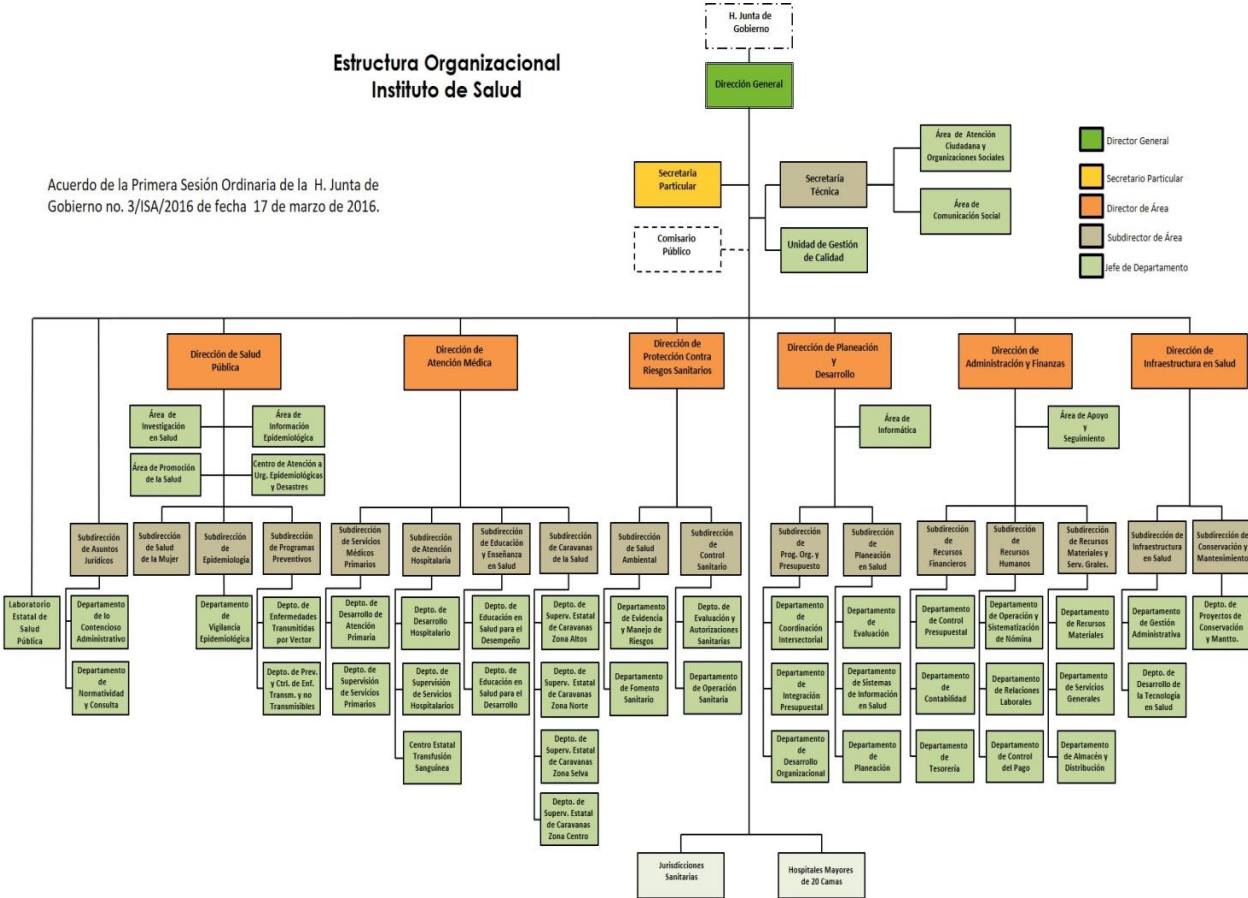 H. Junta de
Gobierno
Estructura Organizacional
Instituto de Salud
Dirección General
Acuerdo de la Primera Sesión Ordinaria de la H. Junta de
Gobierno no. 3/ISA/2016 de fecha 17 de marzo de 2016.
Secretaria
Particular
Secretaría
Técnica
Área de Atención
Ciudadana y
Organizaciones Sociales
Área de
Comunicación Social
Comisario
Público
Unidad de Gestión
de Calidad
Director General
Secretario Particular
Director de Área
Subdirector de Área
Jefe de Departamento
Dirección de Salud
Pública
Dirección de
Atención Médica
Dirección de
Protección Contra
Riesgos Sanitarios
Dirección de Planeación
y
Desarrollo
Dirección de
Administración y Finanzas
Dirección de
Infraestructura en Salud
Área de
Investigación
en Salud
Área de
Información
Epidemiológica
Área de Promoción
de la Salud
Centro de Atención a
Urg. Epidemiológicas
y Desastres
Área de
Informática
Área de Apoyo
y
Seguimiento
Subdirección
de Asuntos
Jurídicos
Subdirección
de Salud de
la Mujer
Subdirección
de
Epidemiología
Subdirección
de Programas
Preventivos
Subdirección
de Servicios
Médicos
Primarios
Subdirección
de Atención
Hospitalaria
Subdirección
de Educación
y Enseñanza
en Salud
Subdirección
de Caravanas
de la Salud
Subdirección
de Salud
Ambiental
Subdirección
de
Control
Sanitario
Subdirección
de
Prog. Org. y
Presupuesto
Subdirección
de
Planeación
en Salud
Subdirección
de
Recursos
Financieros
Subdirección
de
Recursos
Humanos
Subdirección
de Recursos
Materiales y
Serv. Grales.
Subdirección de
Infraestructura
en Salud
Subdirección de
Conservación y
Mantenimiento
Laboratorio
Estatal de Salud
Pública
Departamento
de lo
Contencioso
Administrativo
Departamento
de
Normatividad
y Consulta
Departamento
de
Vigilancia
Epidemiológica
Depto. de
Enfermedades
Transmitidas
por Vector
Depto. de Prev.
y Ctrl. de Enf.
Transm. y no
Transmisibles
Depto. de
Desarrollo de
Atención
Primaria
Depto. de
Supervisión
de Servicios
Primarios
Depto. de
Desarrollo
Hospitalario
Depto. de
Supervisión
de Servicios
Hospitalarios
Centro Estatal
Transfusión
Sanguínea
Depto. de
Educación en
Salud para el
Desempeño
Depto. de
Educación en
Salud para el
Desarrollo
Depto. de
Superv. Estatal
de Caravanas
Zona Altos
Depto. de
Superv. Estatal
de Caravanas
Zona Norte
Depto. de
Superv. Estatal
de Caravanas
Zona Selva
Depto. de
Superv. Estatal
de Caravanas
Zona Centro
Departamento
de Evidencia
y Manejo de
Riesgos
Departamento
de Fomento
Sanitario
Depto. de
Evaluación y
Autorizaciones
Sanitarias
Departamento
de Operación
Sanitaria
Departamento
de
Coordinación
Intersectorial
Departamento
de
Integración
Presupuestal
Departamento
de
Desarrollo
Organizacional
Departamento
de
Evaluación
Departamento
de Sistemas
de Información
en Salud
Departamento
de
Planeación
Departamento
de Control
Presupuestal
Departamento
de
Contabilidad
Departamento
de
Tesorería
Departamento
de Operación y
Sistematización
de Nómina
Departamento
de Relaciones
Laborales
Departamento
de Control
del Pago
Departamento
de Recursos
Materiales
Departamento
de Servicios
Generales
Departamento
de Almacén y
Distribución
Departamento
de Gestión
Administrativa
Depto. de
Desarrollo de
la Tecnología
en Salud
Depto. de
Proyectos de
Conservación
y Mantto.
Jurisdicciones
Sanitarias
Hospitales Mayores
de 20 Camas